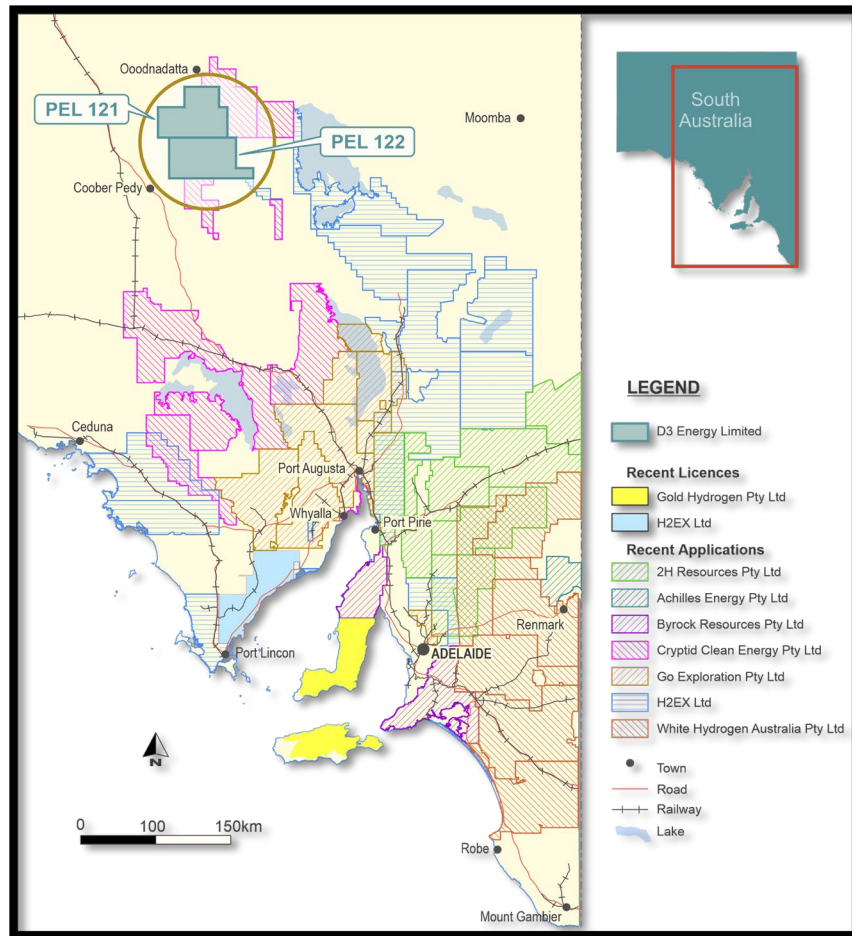 Ooodnadatta
PEL 121
PEL 122
Moomba
Coober Pedy
Ceduna
Port Augusta
Whyalla
Port Pirie
Renmark
Port Lincon
ADELAIDE
N
0 100 150km
Robe
Mount Gambier
South
Australia
LEGEND
D3 Energy Limited
Recent Licences
Gold Hydrogen Pty Ltd
H2EX Ltd
Recent Applications
2H Resources Pty Ltd
Achilles Energy Pty Ltd
Byrock Resources Pty Ltd
Cryptid Clean Energy Pty Ltd
Go Exploration Pty Ltd
H2EX Ltd
White Hydrogen Australia Pty Ltd
Town
Road
Railway
Lake